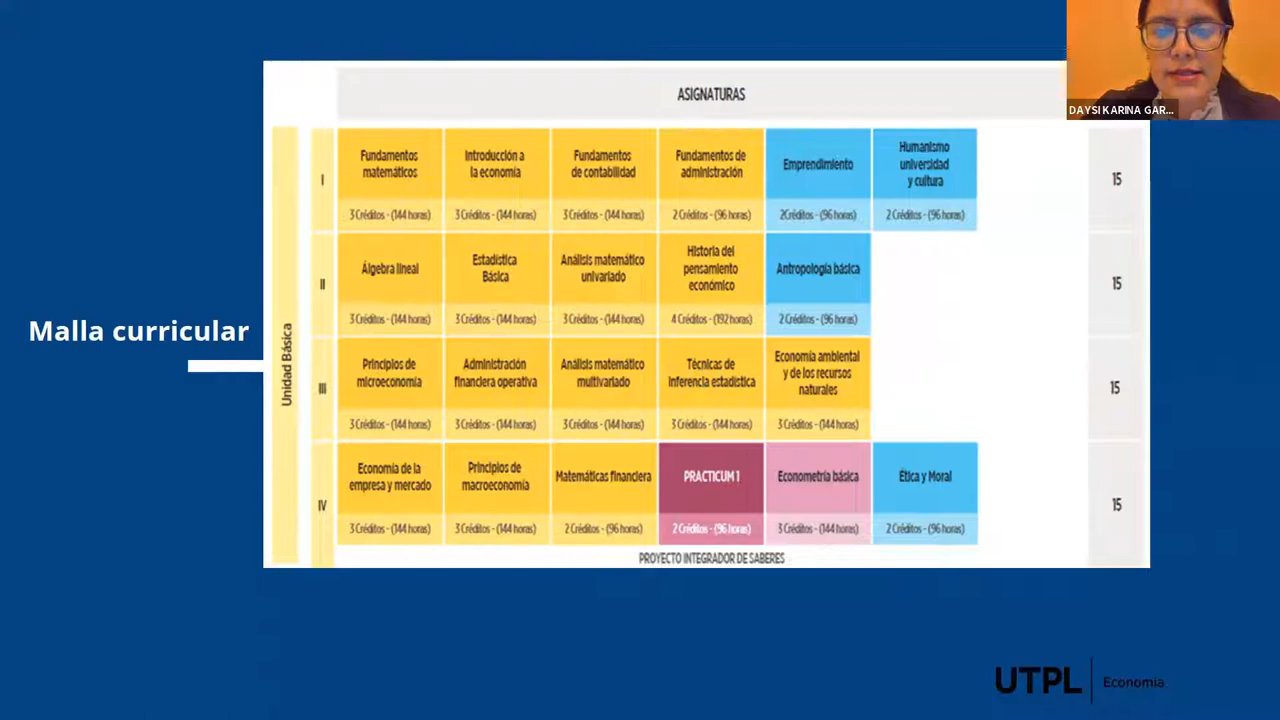 DAYSI KARINA GAR...
ASIGNATURAS
Malla curricular
Unidad Básica
I
Fundamentos
matemáticos
3 Créditos - (144 horas)
Introducción a
la economía
3 Créditos - (144 horas)
Fundamentos
de contabilidad
3 Créditos - (144 horas)
Fundamentos de
administración
2 Créditos - (96 horas)
Emprendimiento
2Créditos - (96 horas)
Humanismo
universidad
y cultura
2 Créditos - (96 horas)
15
II
Álgebra lineal
3 Créditos - (144 horas)
Estadística
Básica
3 Créditos - (144 horas)
Análisis matemático
univariado
3 Créditos - (144 horas)
Historia del
pensamiento
económico
4 Créditos - (192 horas)
Antropología básica
2 Créditos - (96 horas)
15
III
Principios de
microeconomía
3 Créditos - (144 horas)
Administración
financiera operativa
3 Créditos - (144 horas)
Análisis matemático
multivariado
3 Créditos - (144 horas)
Técnicas de
inferencia estadística
3 Créditos - (144 horas)
Economía ambiental
y de los recursos
naturales
3 Créditos - (144 horas)
15
IV
Economía de la
empresa y mercado
3 Créditos - (144 horas)
Principios de
macroeconomía
3 Créditos - (144 horas)
Matemáticas financiera
2 Créditos - (96 horas)
PRACTICUM 1
2 Créditos - (96 horas)
Econometría básica
3 Créditos - (144 horas)
Ética y Moral
2 Créditos - (96 horas)
15
PROYECTO INTEGRADOR DE SABERES
UTPL
Economía